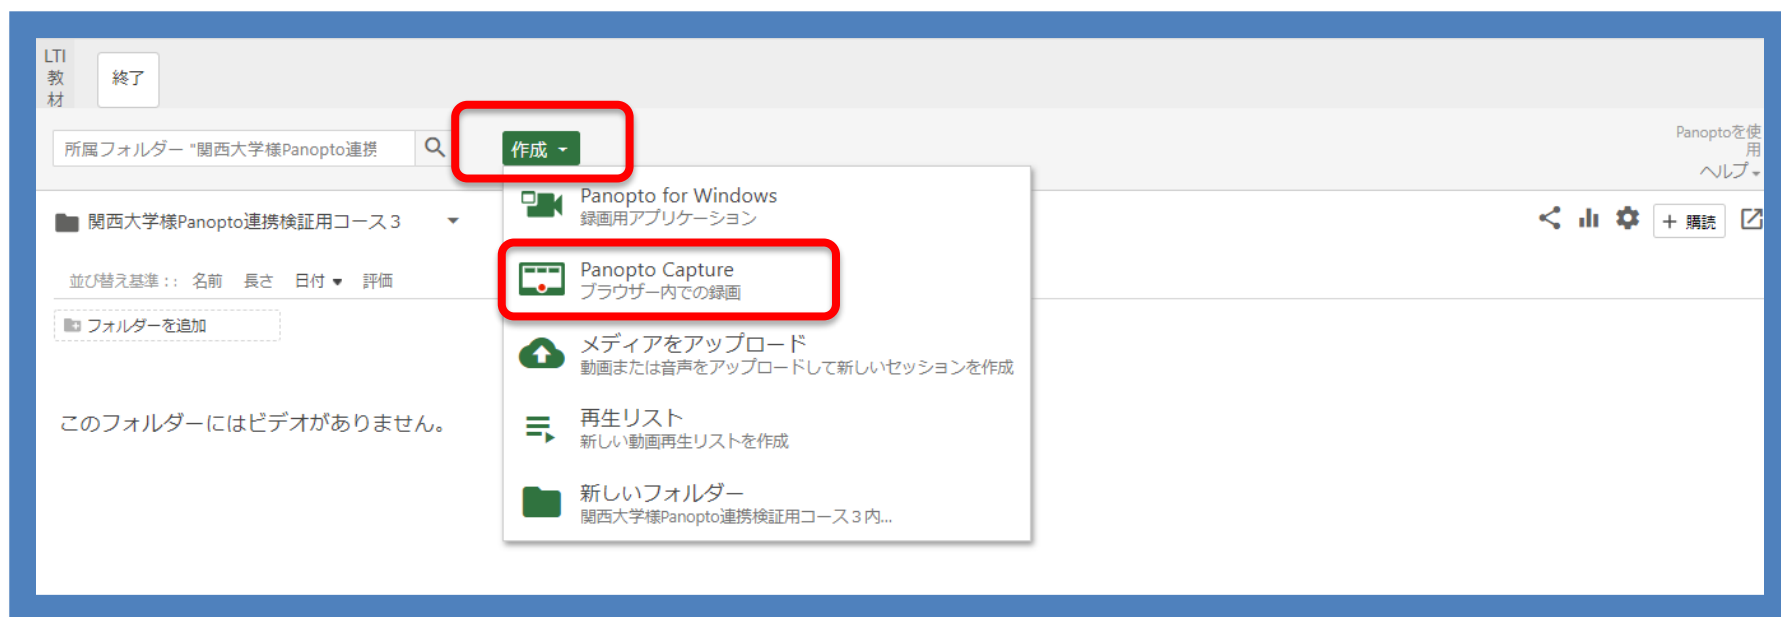 LTI
教
材
終了
所属フォルダー "関西大学様Panopto連携
作成
Panoptoを使
用
ヘルプ
Panopto for Windows
録画用アプリケーション
関西大学様Panopto連携検証用コース３
+ 購読
Panopto Capture
ブラウザー内での録画
並び替え基準：: 名前 長さ 日付 評価
フォルダーを追加
メディアをアップロード
動画または音声をアップロードして新しいセッションを作成
このフォルダーにはビデオがありません。
再生リスト
新しい動画再生リストを作成
新しいフォルダー
関西大学様Panopto連携検証用コース３内...